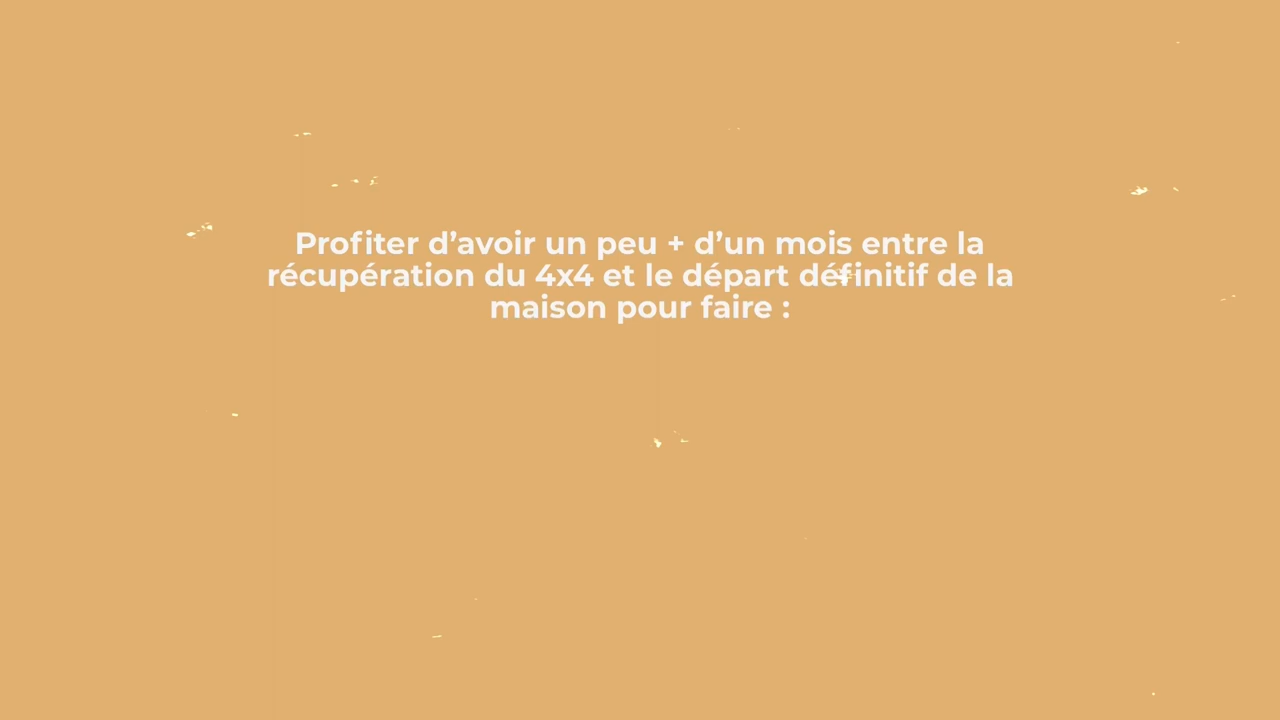 Profiter d’avoir un peu + d’un mois entre la
récupération du 4x4 et le départ définitif de la
maison pour faire :